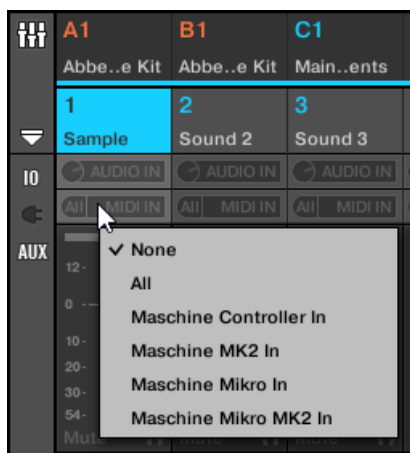 A1 B1 C1
Abbe..e Kit Abbe..e Kit Main..ents
1 2 3
Sample Sound 2 Sound 3
IO AUDIO IN AUDIO IN AUDIO IN
All MIDI IN All MIDI IN All MIDI IN
AUX
✓ None
All
Maschine Controller In
Maschine MK2 In
Maschine Mikro In
Maschine Mikro MK2 In
12-
0 --
10-
20-
30-
54-
Mute Mute Mute